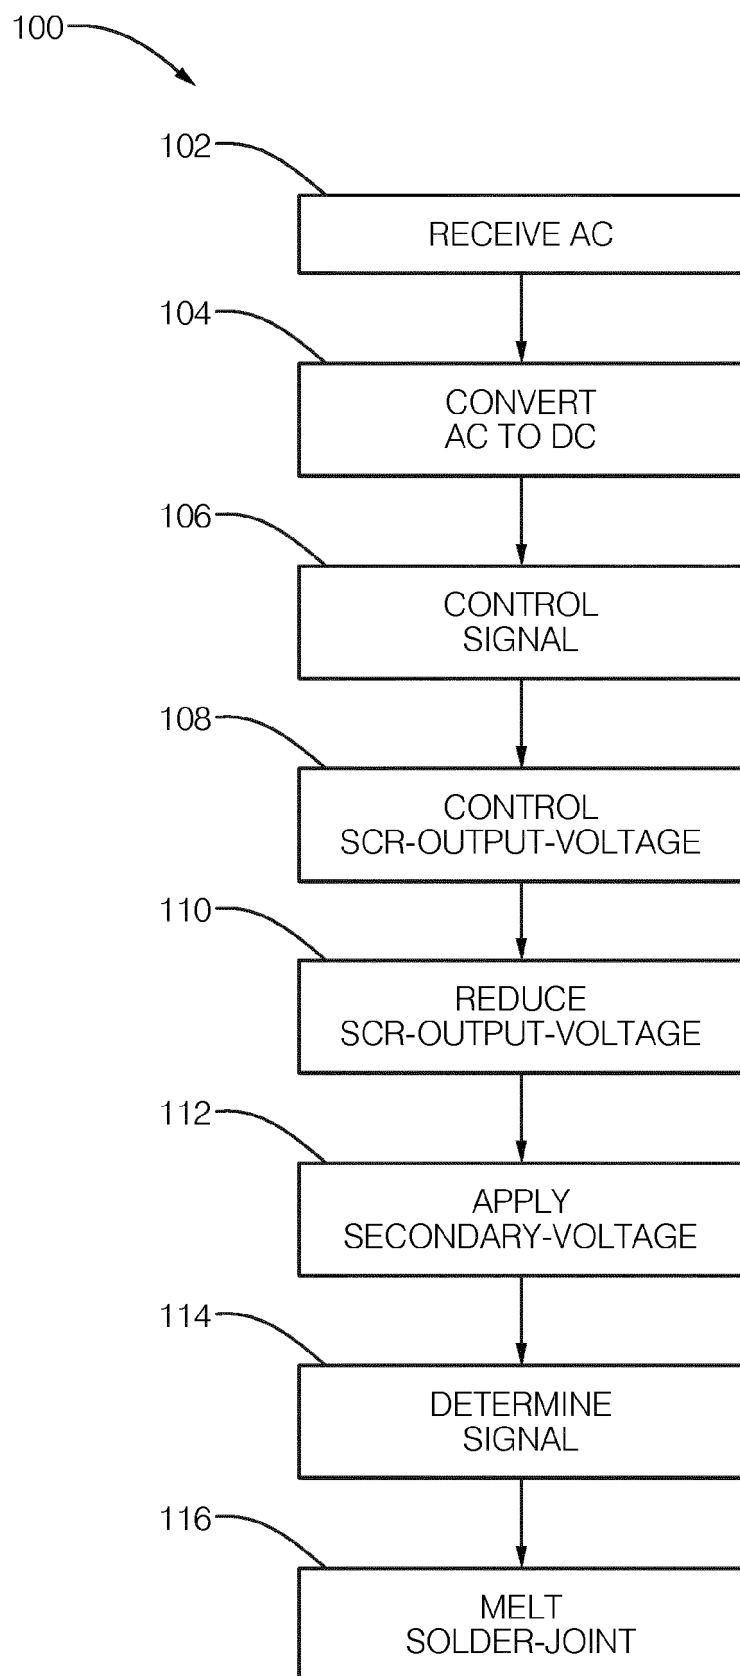 100
102
RECEIVE AC
104
CONVERT
AC TO DC
106
CONTROL
SIGNAL
108
CONTROL
SCR-OUTPUT-VOLTAGE
110
REDUCE
SCR-OUTPUT-VOLTAGE
112
APPLY
SECONDARY-VOLTAGE
114
DETERMINE
SIGNAL
116
MELT
SOLDER-JOINT